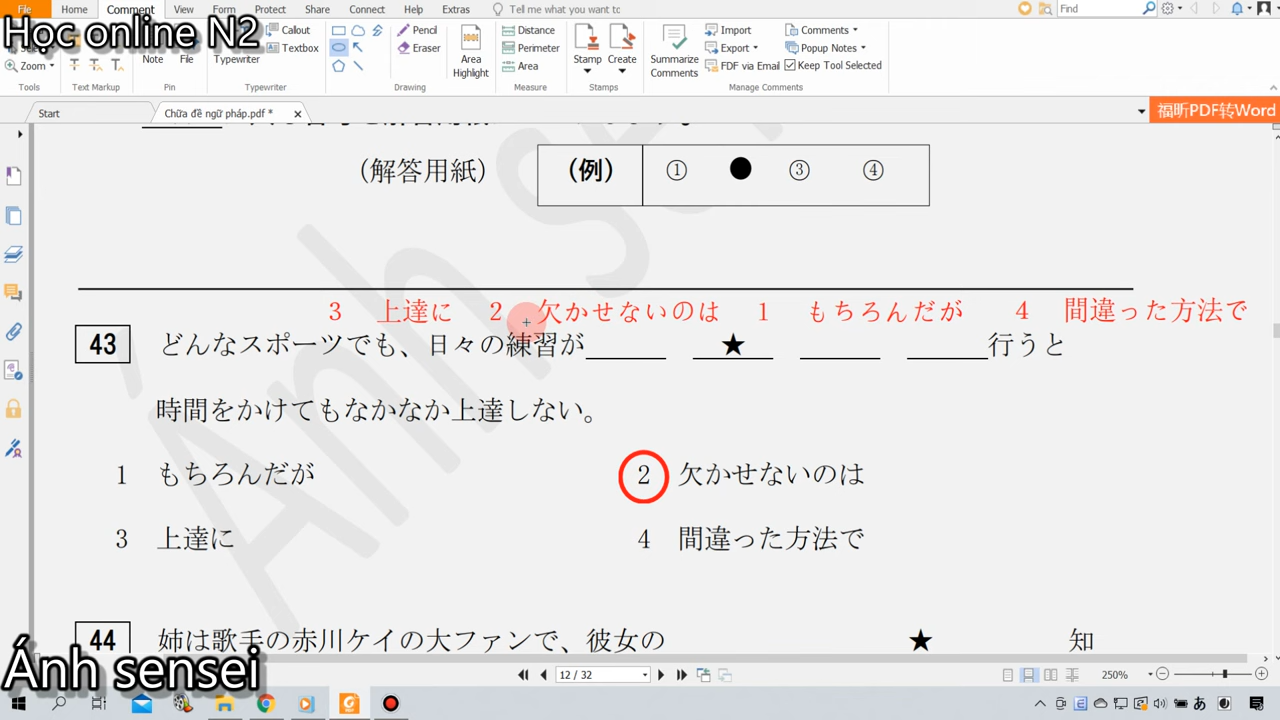 File Home Comment View Form Protect Share Connect Help Extras Tell me what you want to Find
Học online N2
Zoom
Note File Typewriter
Callout
Textbox
Pencil
Eraser
Area Highlight
Distance
Perimeter
Area
Stamp Create
Summarize Comments
Import
Export
FDF via Email
Comments
Popup Notes
Keep Tool Selected
Tools Text Markup Pin Typewriter Drawing Measure Stamps Manage Comments
Start Chữa đề ngữ pháp.pdf * 福昕PDF转Word
(解答用紙) (例) ① ● ③ ④
3 上達に 2 欠かせないのは 1 もちろんだが 4 間違った方法で
43 どんなスポーツでも、日々の練習が ★ 行うと
時間をかけてもなかなか上達しない。
1 もちろんだが 2 欠かせないのは
3 上達に 4 間違った方法で
44 姉は歌手の赤川ケイの大ファンで、彼女の ★ 知
Ánh sensei
12 / 32 250%
Ánh se